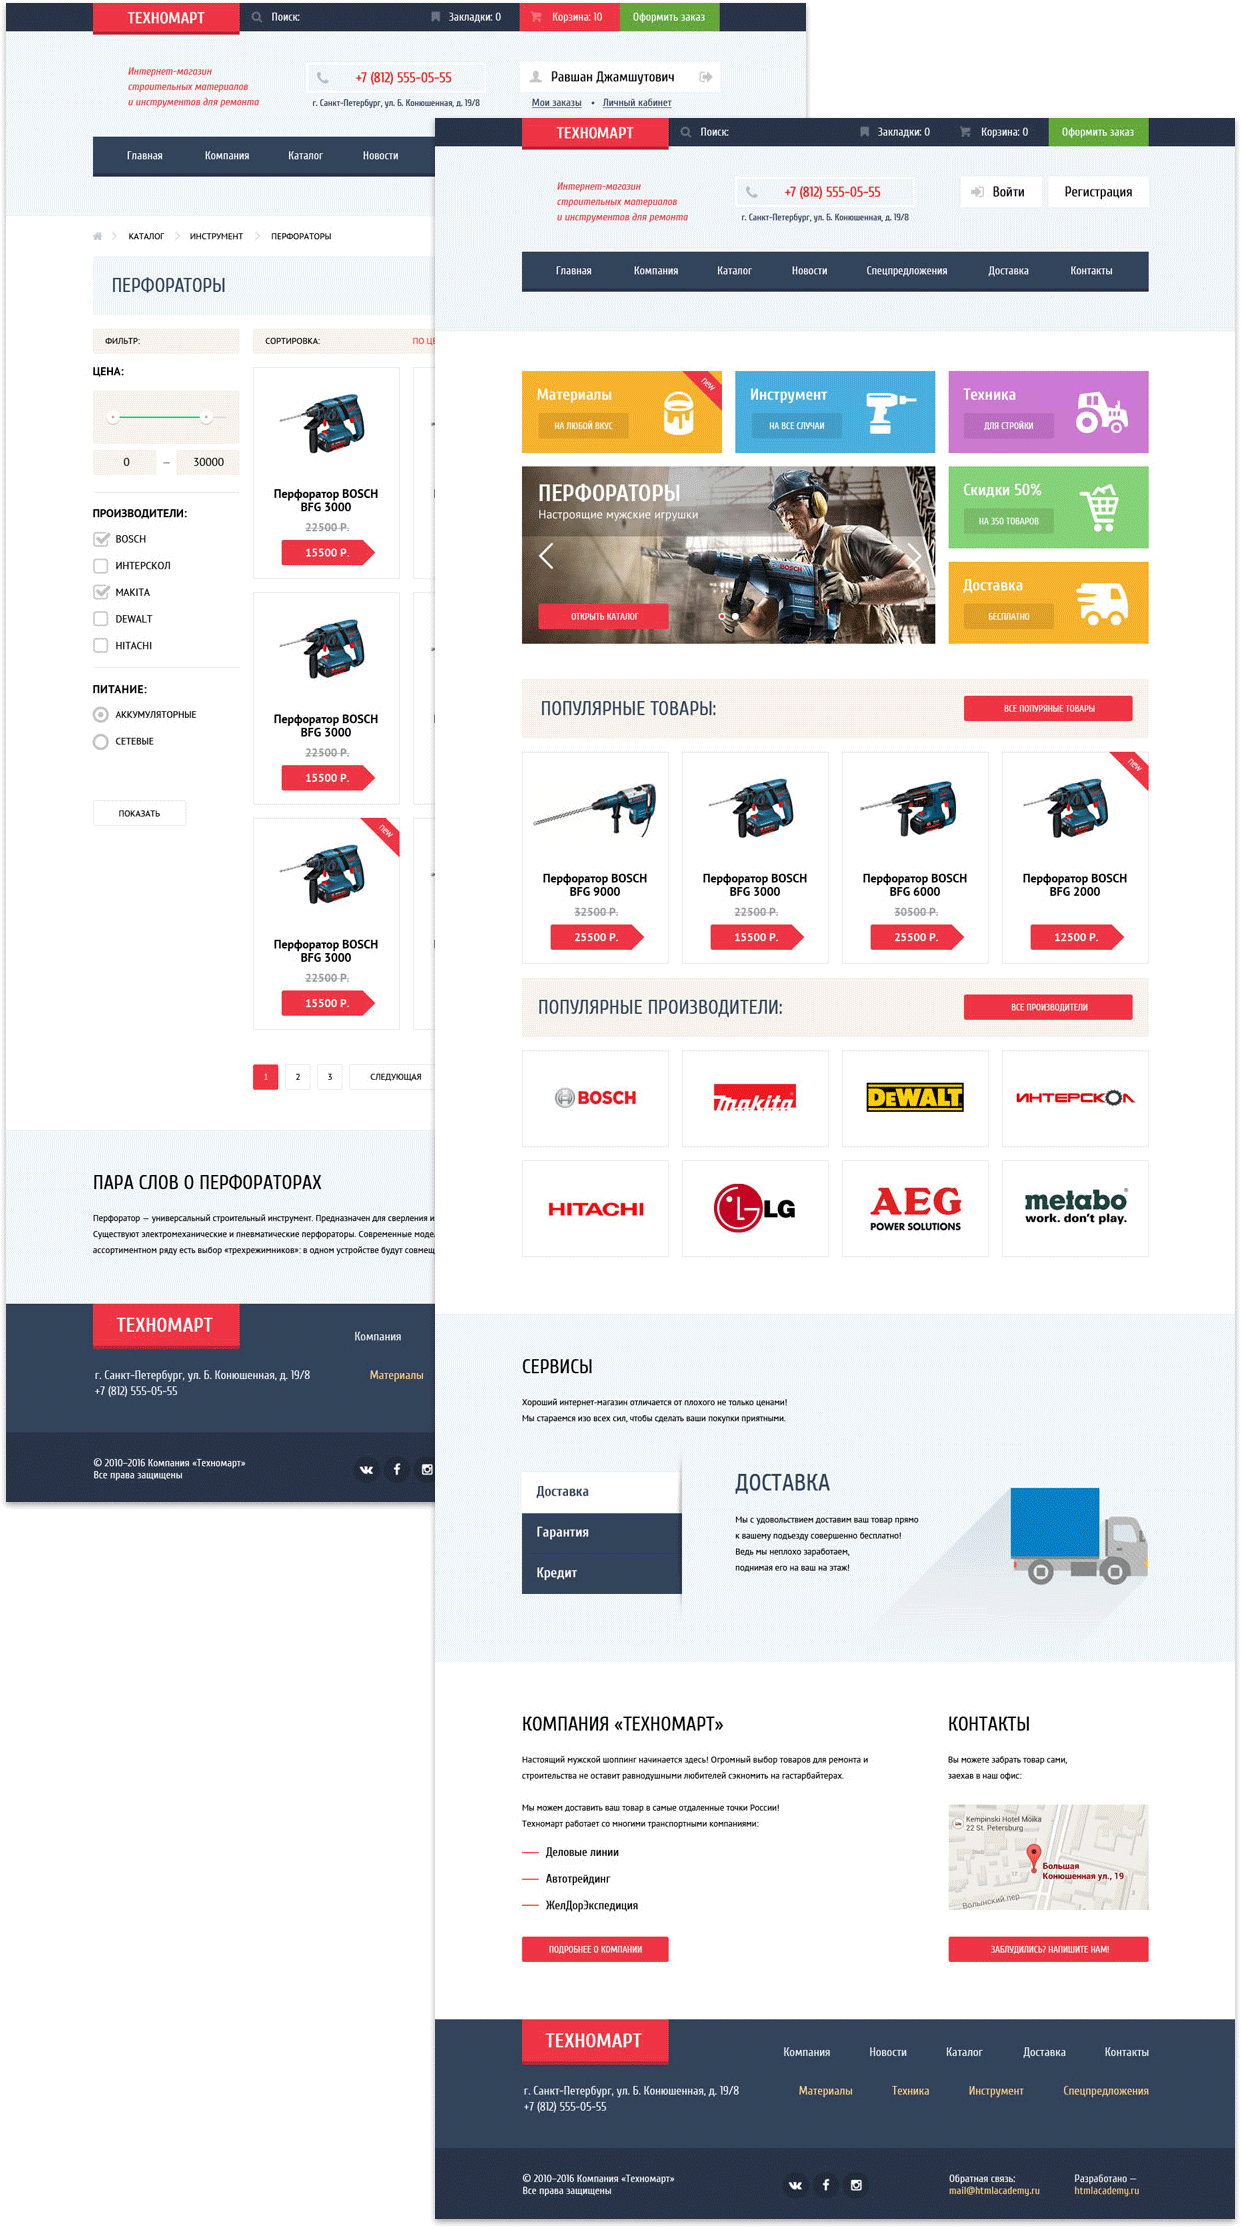 ТЕХНОМАРТ
Поиск:
Закладки: 0
Корзина: 10
Оформить заказ
Интернет-магазин
строительных материалов
и инструментов для ремонта
+7 (812) 555-05-55
г. Санкт-Петербург, ул. Б. Конюшенная, д. 19/8
Равшан Джамшутович
Мои заказы • Личный кабинет
Главная
Компания
Каталог
Новости
КАТАЛОГ
ИНСТРУМЕНТ
ПЕРФОРАТОРЫ
ПЕРФОРАТОРЫ
ФИЛЬТР:
СОРТИРОВКА:
ПО ЦЕ
ЦЕНА:
0 – 30000
ПРОИЗВОДИТЕЛИ:
BOSCH
ИНТЕРСКОЛ
MAKITA
DEWALT
HITACHI
ПИТАНИЕ:
АККУМУЛЯТОРНЫЕ
СЕТЕВЫЕ
ПОКАЗАТЬ
Перфоратор BOSCH
BFG 3000
22500 Р.
15500 Р.
Перфоратор BOSCH
BFG 3000
22500 Р.
15500 Р.
new
Перфоратор BOSCH
BFG 3000
22500 Р.
15500 Р.
1
2
3
СЛЕДУЮЩАЯ
ПАРА СЛОВ О ПЕРФОРАТОРАХ
Перфоратор — универсальный строительный инструмент. Предназначен для сверления и
Существуют электромеханические и пневматические перфораторы. Современные моде
ассортиментном ряду есть выбор «трехрежимников»: в одном устройстве будут совмещ
ТЕХНОМАРТ
Компания
г. Санкт-Петербург, ул. Б. Конюшенная, д. 19/8
+7 (812) 555-05-55
Материалы
© 2010–2016 Компания «Техномарт»
Все права защищены
ТЕХНОМАРТ
Поиск:
Закладки: 0
Корзина: 0
Оформить заказ
Интернет-магазин
строительных материалов
и инструментов для ремонта
+7 (812) 555-05-55
г. Санкт-Петербург, ул. Б. Конюшенная, д. 19/8
Войти
Регистрация
Главная
Компания
Каталог
Новости
Спецпредложения
Доставка
Контакты
Материалы
НА ЛЮБОЙ ВКУС
new
Инструмент
НА ВСЕ СЛУЧАИ
Техника
ДЛЯ СТРОЙКИ
ПЕРФОРАТОРЫ
Настроящие мужские игрушки
BOSCH
ОТКРЫТЬ КАТАЛОГ
Скидки 50%
НА 350 ТОВАРОВ
Доставка
БЕСПЛАТНО
ПОПУЛЯРНЫЕ ТОВАРЫ:
ВСЕ ПОПУРЯНЫЕ ТОВАРЫ
Перфоратор BOSCH
BFG 9000
32500 Р.
25500 Р.
Перфоратор BOSCH
BFG 3000
22500 Р.
15500 Р.
Перфоратор BOSCH
BFG 6000
30500 Р.
25500 Р.
new
Перфоратор BOSCH
BFG 2000
12500 Р.
ПОПУЛЯРНЫЕ ПРОИЗВОДИТЕЛИ:
ВСЕ ПРОИЗВОДИТЕЛИ
BOSCH
makita
DEWALT
ИНТЕРСКОЛ
HITACHI
LG
AEG
POWER SOLUTIONS
metabo
work. don't play.
СЕРВИСЫ
Хороший интернет-магазин отличается от плохого не только ценами!
Мы стараемся изо всех сил, чтобы сделать ваши покупки приятными.
Доставка
Гарантия
Кредит
ДОСТАВКА
Мы с удовольствием доставим ваш товар прямо
к вашему подъезду совершенно бесплатно!
Ведь мы неплохо заработаем,
поднимая его на ваш на этаж!
КОМПАНИЯ «ТЕХНОМАРТ»
Настоящий мужской шоппинг начинается здесь! Огромный выбор товаров для ремонта и
строительства не оставит равнодушными любителей сэкномить на гастарбайтерах.
Мы можем доставить ваш товар в самые отдаленные точки России!
Техномарт работает со многими транспортными компаниями:
Деловые линии
Автотрейдинг
ЖелДорЭкспедиция
ПОДРОБНЕЕ О КОМПАНИИ
КОНТАКТЫ
Вы можете забрать товар сами,
заехав в наш офис:
Kempinski Hotel Moika
22 St. Petersburg
Большая
Конюшенная ул., 19
Волынский пер
ЗАБЛУДИЛИСЬ? НАПИШИТЕ НАМ!
ТЕХНОМАРТ
Компания
Новости
Каталог
Доставка
Контакты
г. Санкт-Петербург, ул. Б. Конюшенная, д. 19/8
+7 (812) 555-05-55
Материалы
Техника
Инструмент
Спецпредложения
© 2010–2016 Компания «Техномарт»
Все права защищены
Обратная связь:
mail@htmlacademy.ru
Разработано —
htmlacademy.ru